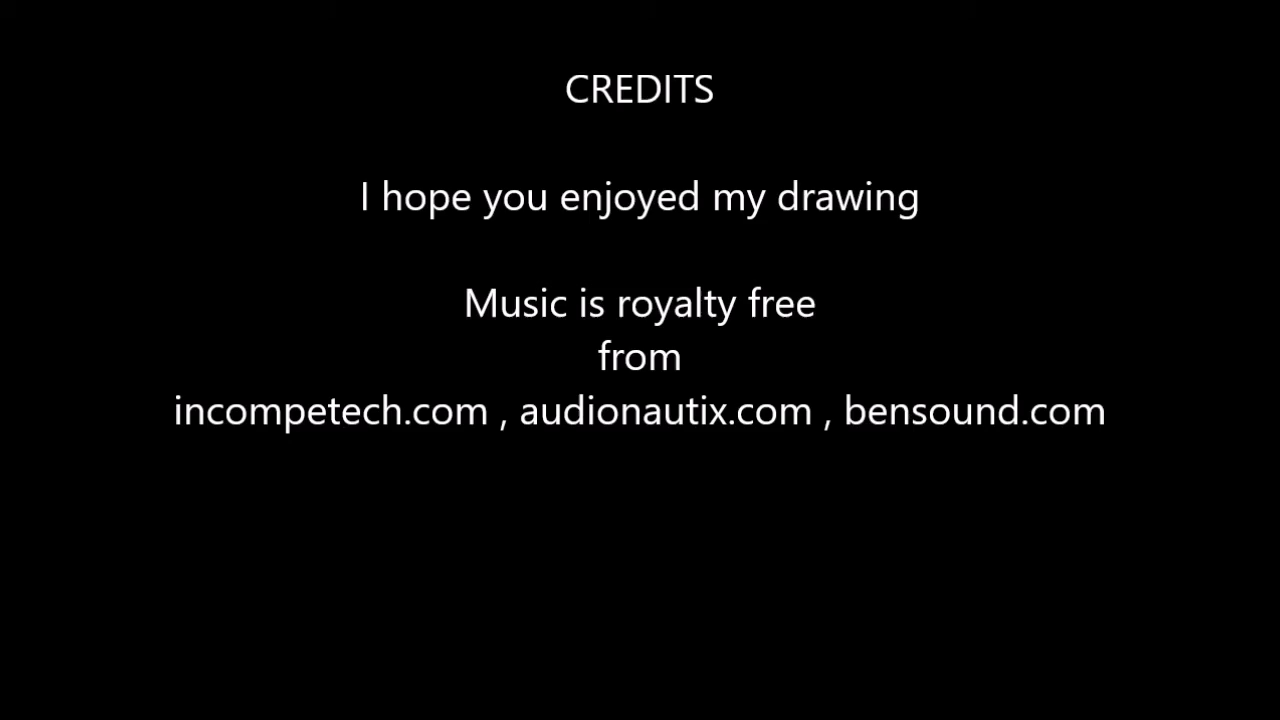 CREDITS
I hope you enjoyed my drawing
Music is royalty free
from
incompetech.com , audionautix.com , bensound.com